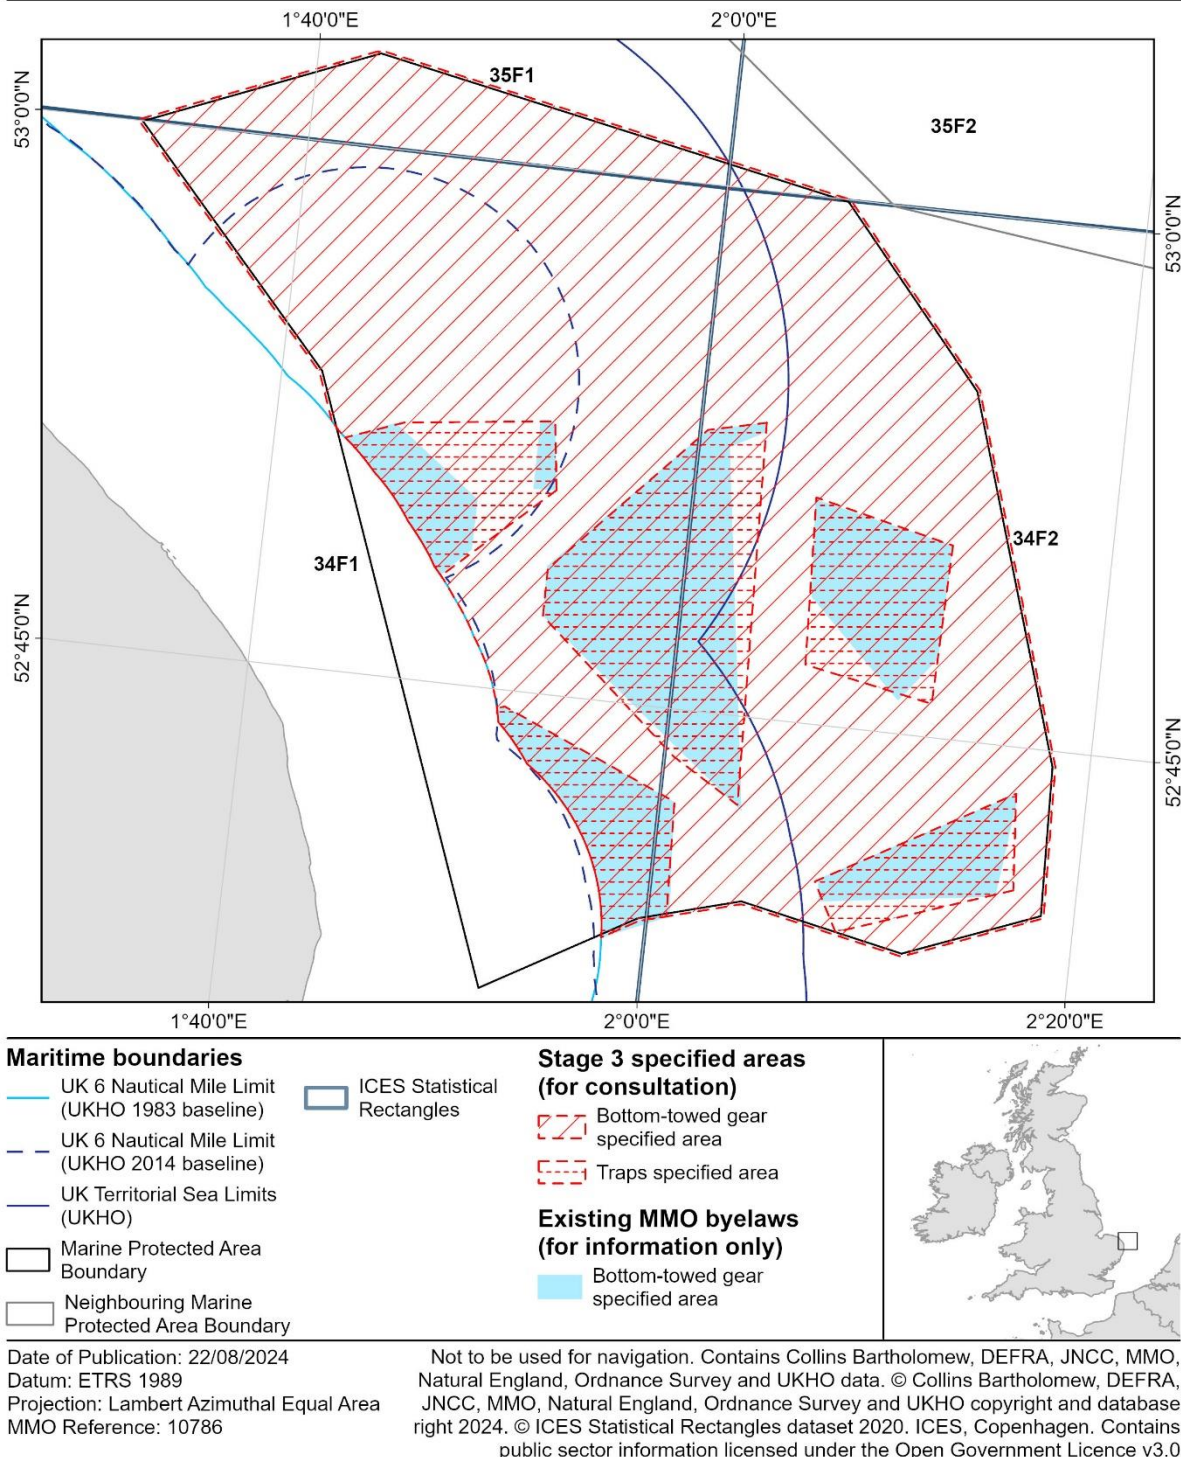 1°40'0"E
2°0'0"E
53°0'0"N
35F1
35F2
53°0'0"N
34F1
34F2
52°45'0"N
52°45'0"N
1°40'0"E
2°0'0"E
2°20'0"E
Maritime boundaries
UK 6 Nautical Mile Limit
(UKHO 1983 baseline)
UK 6 Nautical Mile Limit
(UKHO 2014 baseline)
UK Territorial Sea Limits
(UKHO)
Marine Protected Area
Boundary
Neighbouring Marine
Protected Area Boundary
ICES Statistical
Rectangles
Stage 3 specified areas
(for consultation)
Bottom-towed gear
specified area
Traps specified area
Existing MMO byelaws
(for information only)
Bottom-towed gear
specified area
Date of Publication: 22/08/2024
Datum: ETRS 1989
Projection: Lambert Azimuthal Equal Area
MMO Reference: 10786
Not to be used for navigation. Contains Collins Bartholomew, DEFRA, JNCC, MMO,
Natural England, Ordnance Survey and UKHO data. © Collins Bartholomew, DEFRA,
JNCC, MMO, Natural England, Ordnance Survey and UKHO copyright and database
right 2024. © ICES Statistical Rectangles dataset 2020. ICES, Copenhagen. Contains
public sector information licensed under the Open Government Licence v3.0